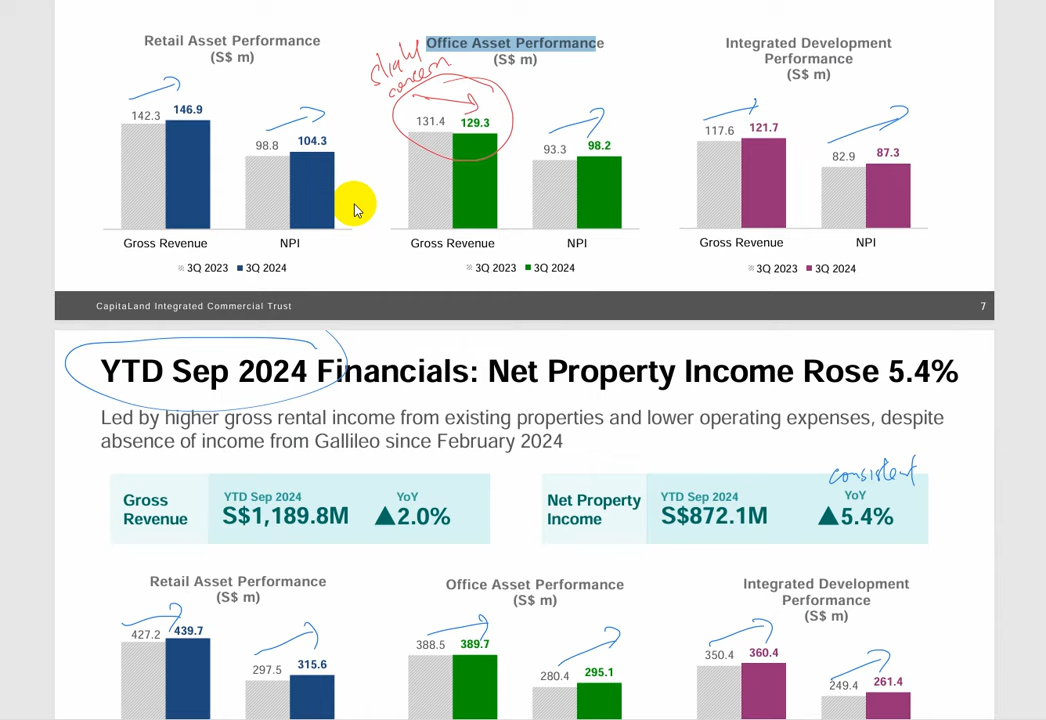 Retail Asset Performance
(S$ m)
142.3
146.9
98.8
104.3
Gross Revenue
NPI
3Q 2023
3Q 2024
slightly
concern
Office Asset Performance
(S$ m)
131.4
129.3
93.3
98.2
Gross Revenue
NPI
3Q 2023
3Q 2024
Integrated Development
Performance
(S$ m)
117.6
121.7
82.9
87.3
Gross Revenue
NPI
3Q 2023
3Q 2024
CapitaLand Integrated Commercial Trust
7
YTD Sep 2024 Financials: Net Property Income Rose 5.4%
Led by higher gross rental income from existing properties and lower operating expenses, despite
absence of income from Gallileo since February 2024
Gross
Revenue
YTD Sep 2024
S$1,189.8M
YoY
▲2.0%
consistent
Net Property
Income
YTD Sep 2024
S$872.1M
YoY
▲5.4%
Retail Asset Performance
(S$ m)
427.2
439.7
297.5
315.6
Office Asset Performance
(S$ m)
388.5
389.7
280.4
295.1
Integrated Development
Performance
(S$ m)
350.4
360.4
249.4
261.4